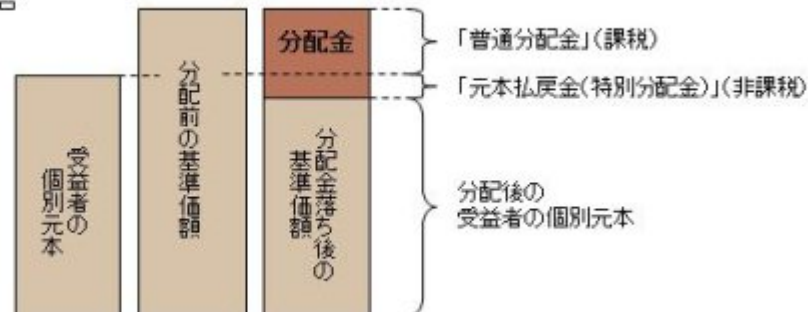 受益者の
個別元本
分配前の基準価額
分配金
分配金落ち後の
基準価額
「普通分配金」(課税)
「元本払戻金(特別分配金)」(非課税)
分配後の
受益者の個別元本